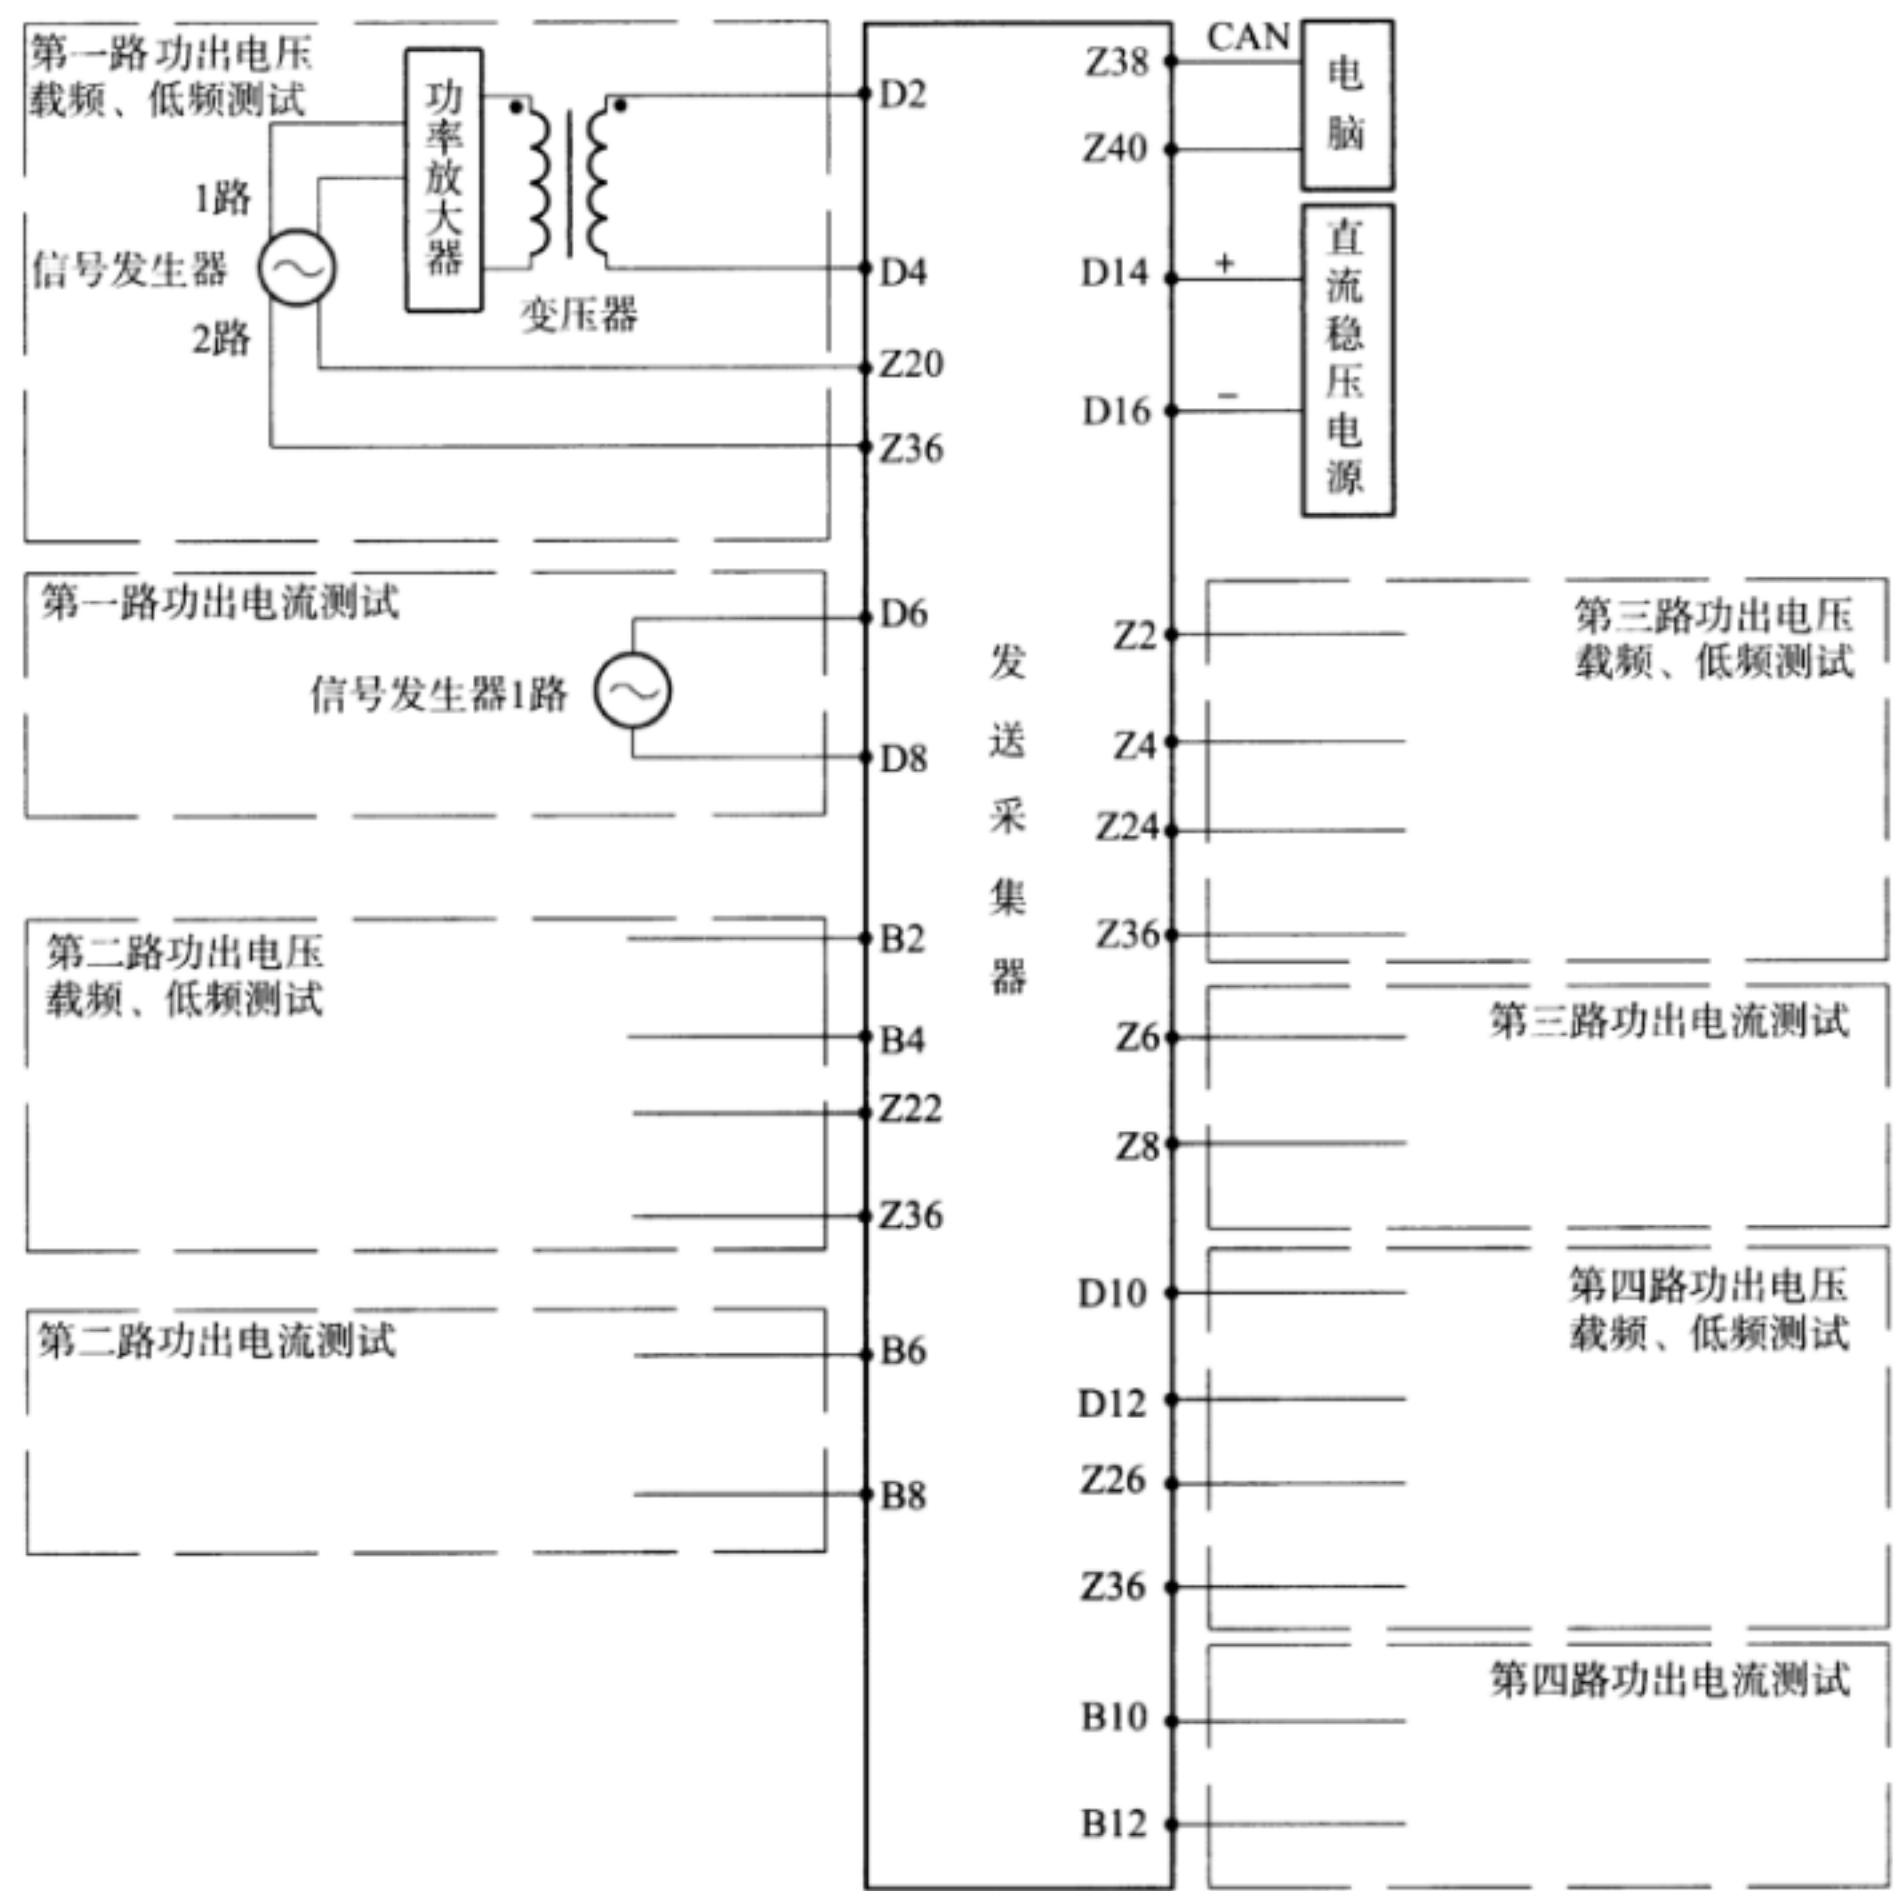 第一路功出电压
载频、低频测试
功率放大器
1路
信号发生器
2路
变压器
D2
D4
Z20
Z36
第一路功出电流测试
信号发生器1路
D6
D8
第二路功出电压
载频、低频测试
B2
B4
Z22
Z36
第二路功出电流测试
B6
B8
发送采集器
Z38
CAN
Z40
电脑
D14
+
D16
−
直流稳压电源
第三路功出电压
载频、低频测试
Z2
Z4
Z24
Z36
第三路功出电流测试
Z6
Z8
第四路功出电压
载频、低频测试
D10
D12
Z26
Z36
第四路功出电流测试
B10
B12